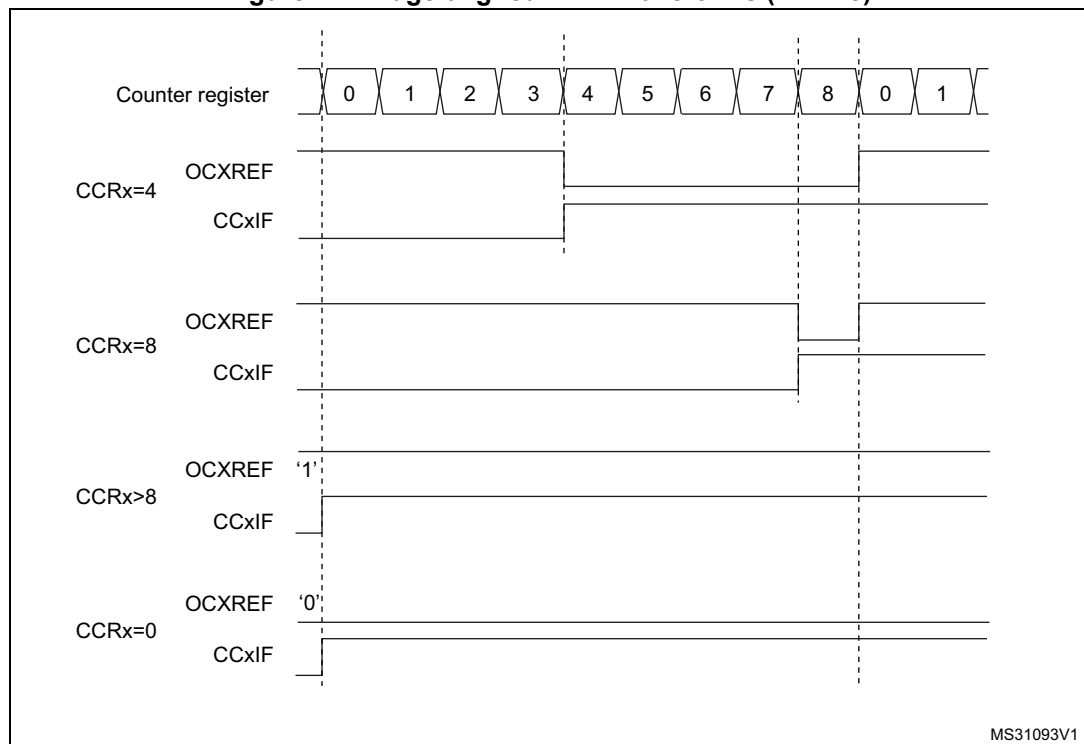 Counter register 0 1 2 3 4 5 6 7 8 0 1
CCRx=4
OCXREF
CCxIF
CCRx=8
OCXREF
CCxIF
CCRx>8
OCXREF ‘1’
CCxIF
CCRx=0
OCXREF ‘0’
CCxIF
MS31093V1